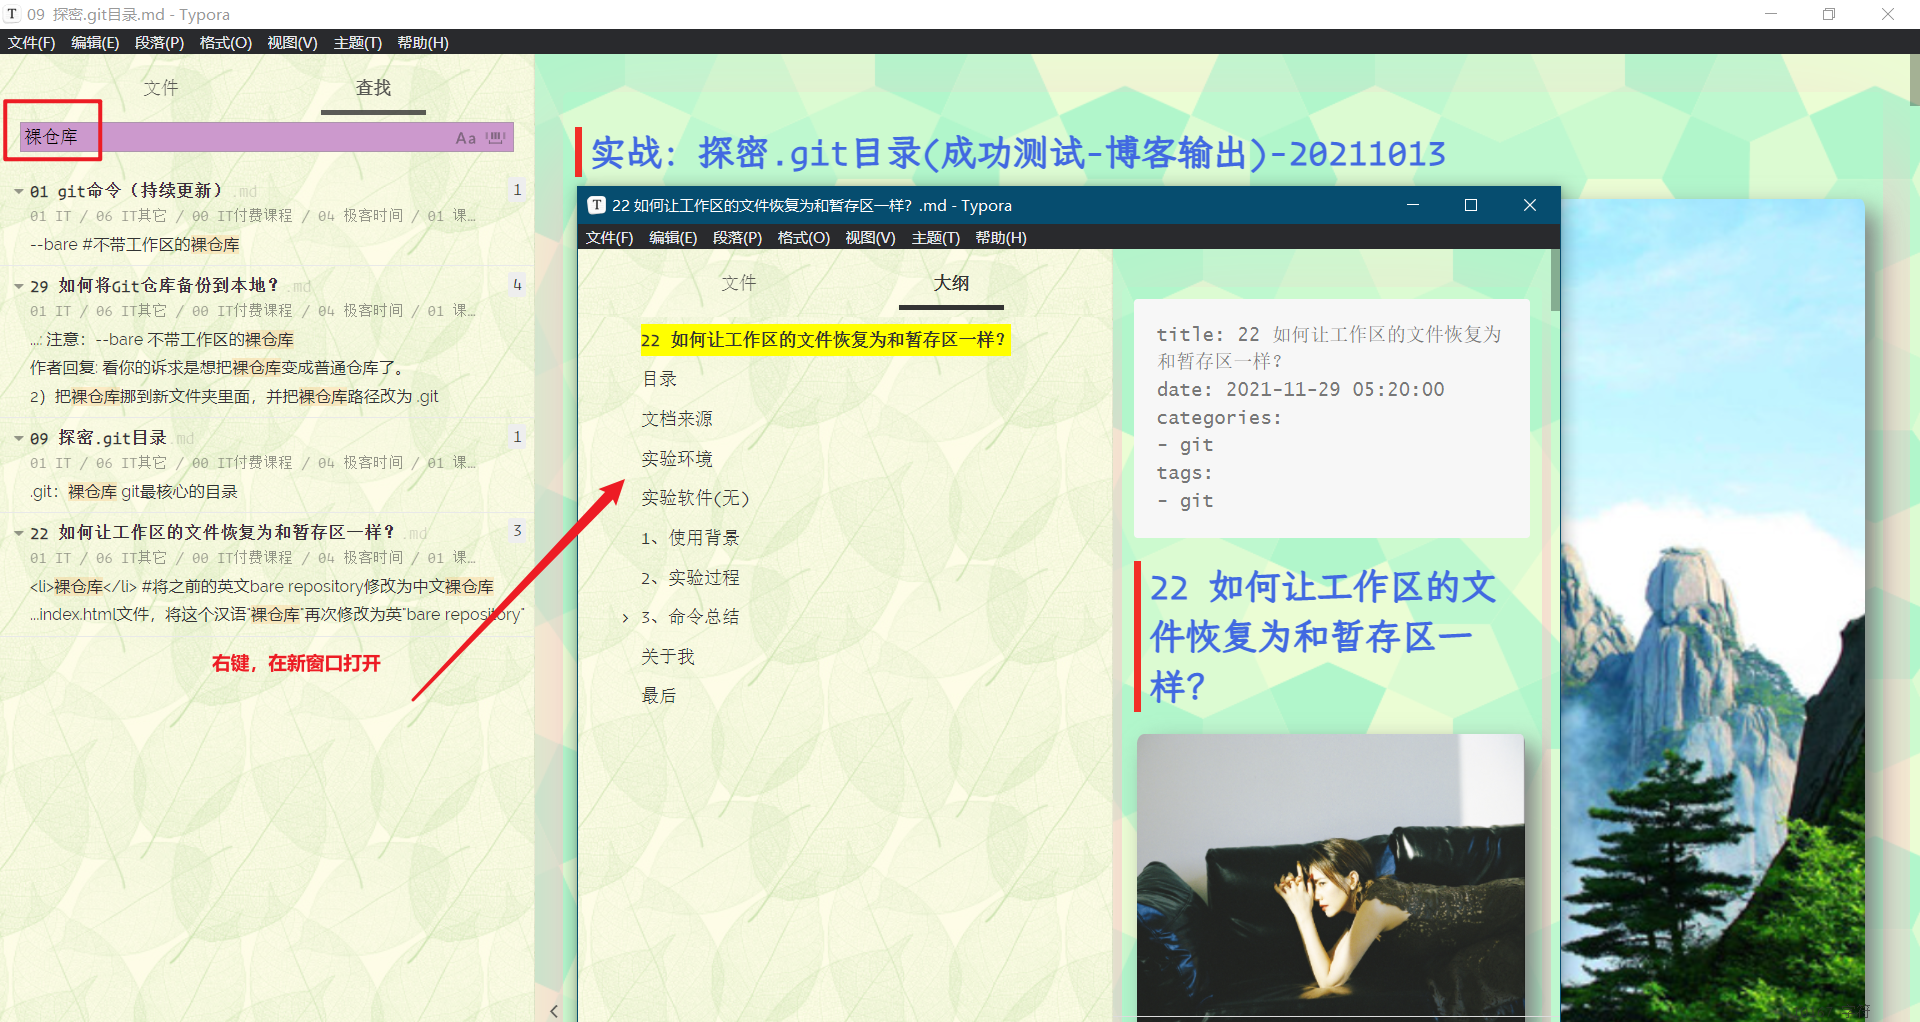 09 探密.git目录.md - Typora
文件(F) 编辑(E) 段落(P) 格式(O) 视图(V) 主题(T) 帮助(H)
文件 查找
裸仓库 Aa
01 git命令（持续更新）.md 1
01 IT / 06 IT其它 / 00 IT付费课程 / 04 极客时间 / 01 课...
--bare #不带工作区的裸仓库
29 如何将Git仓库备份到本地？.md 4
01 IT / 06 IT其它 / 00 IT付费课程 / 04 极客时间 / 01 课...
...: 注意：--bare 不带工作区的裸仓库
作者回复: 看你的诉求是想把裸仓库变成普通仓库了。
2）把裸仓库挪到新文件夹里面，并把裸仓库路径改为 .git
09 探密.git目录.md 1
01 IT / 06 IT其它 / 00 IT付费课程 / 04 极客时间 / 01 课...
.git：裸仓库 git最核心的目录
22 如何让工作区的文件恢复为和暂存区一样？.md 3
01 IT / 06 IT其它 / 00 IT付费课程 / 04 极客时间 / 01 课...
<li>裸仓库</li> #将之前的英文bare repository修改为中文裸仓库
...index.html文件，将这个汉语"裸仓库"再次修改为英"bare repository"
右键，在新窗口打开
实战：探密.git目录(成功测试-博客输出)-20211013
22 如何让工作区的文件恢复为和暂存区一样？.md - Typora
文件(F) 编辑(E) 段落(P) 格式(O) 视图(V) 主题(T) 帮助(H)
文件 大纲
22 如何让工作区的文件恢复为和暂存区一样？
目录
文档来源
实验环境
实验软件(无)
1、使用背景
2、实验过程
3、命令总结
关于我
最后
title: 22 如何让工作区的文件恢复为
和暂存区一样？
date: 2021-11-29 05:20:00
categories:
- git
tags:
- git
22 如何让工作区的文
件恢复为和暂存区一
样？